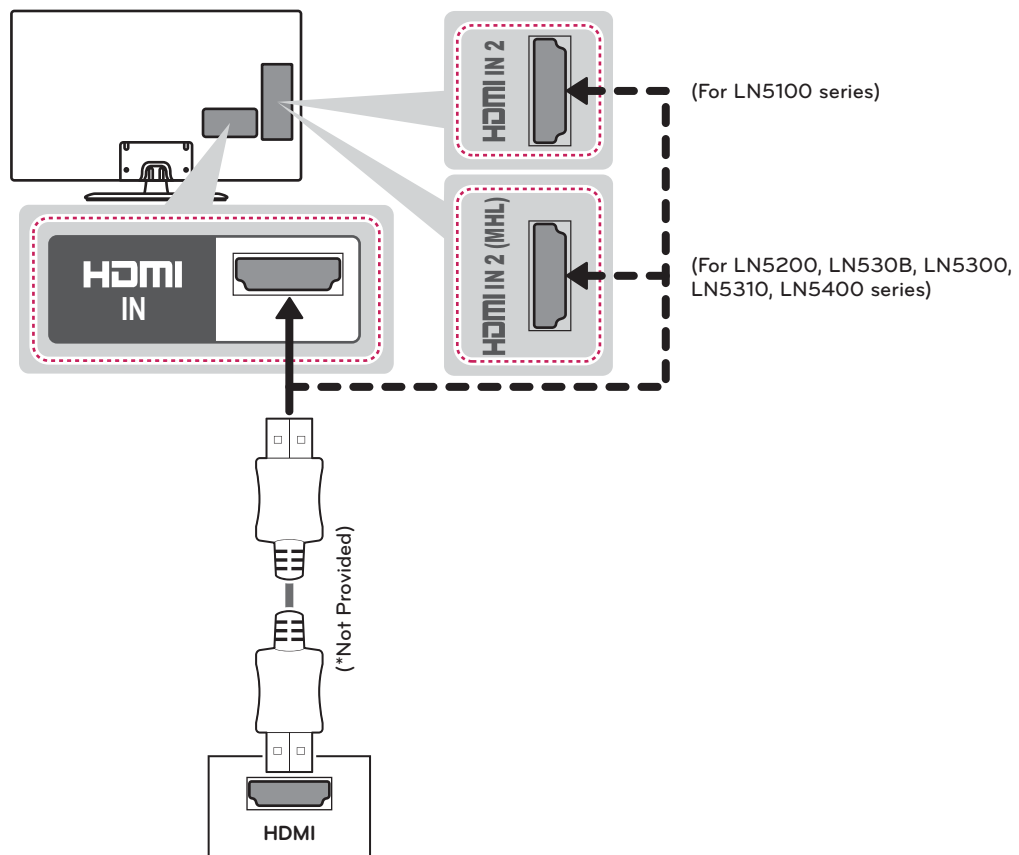 HDMI IN 2
(For LN5100 series)
HDMI IN 2 (MHL)
(For LN5200, LN530B, LN5300,
LN5310, LN5400 series)
HDMI
IN
(*Not Provided)
HDMI